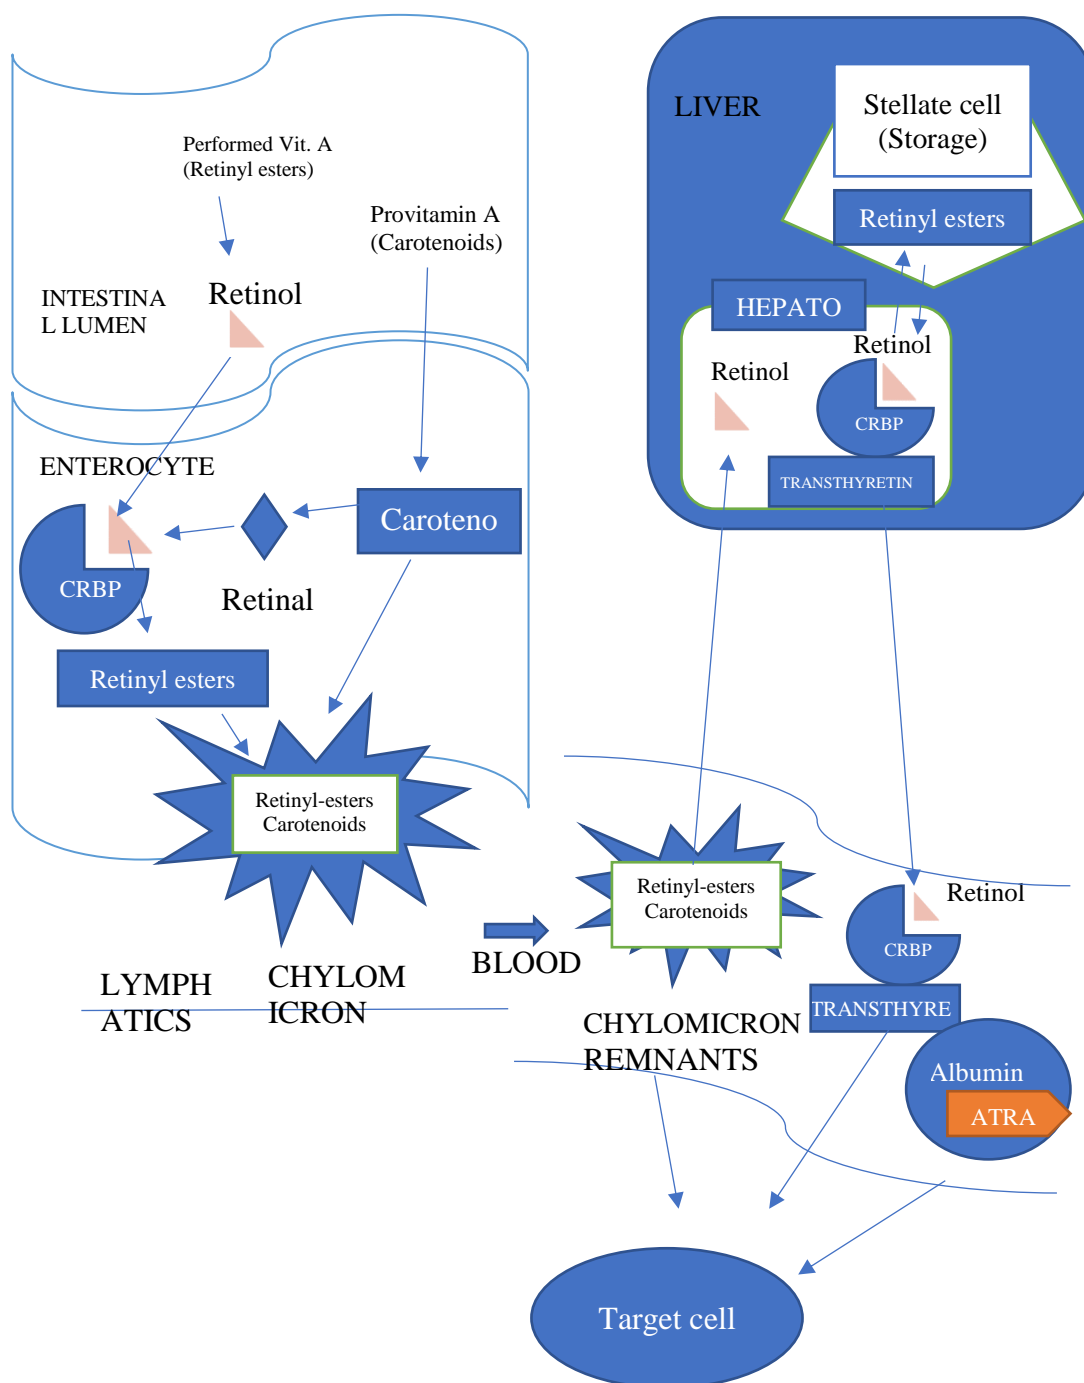 Performed Vit. A
(Retinyl esters)
Provitamin A
(Carotenoids)
INTESTINA
L LUMEN
Retinol
ENTEROCYTE
CRBP
Retinal
Caroteno
Retinyl esters
Retinyl-esters
Carotenoids
LYMPH
ATICS
CHYLOM
ICRON
BLOOD
LIVER
Stellate cell
(Storage)
Retinyl esters
HEPATO
Retinol
Retinol
CRBP
TRANSTHYRETIN
Retinyl-esters
Carotenoids
CHYLOMICRON
REMNANTS
Retinol
CRBP
TRANSTHYRE
Albumin
ATRA
Target cell